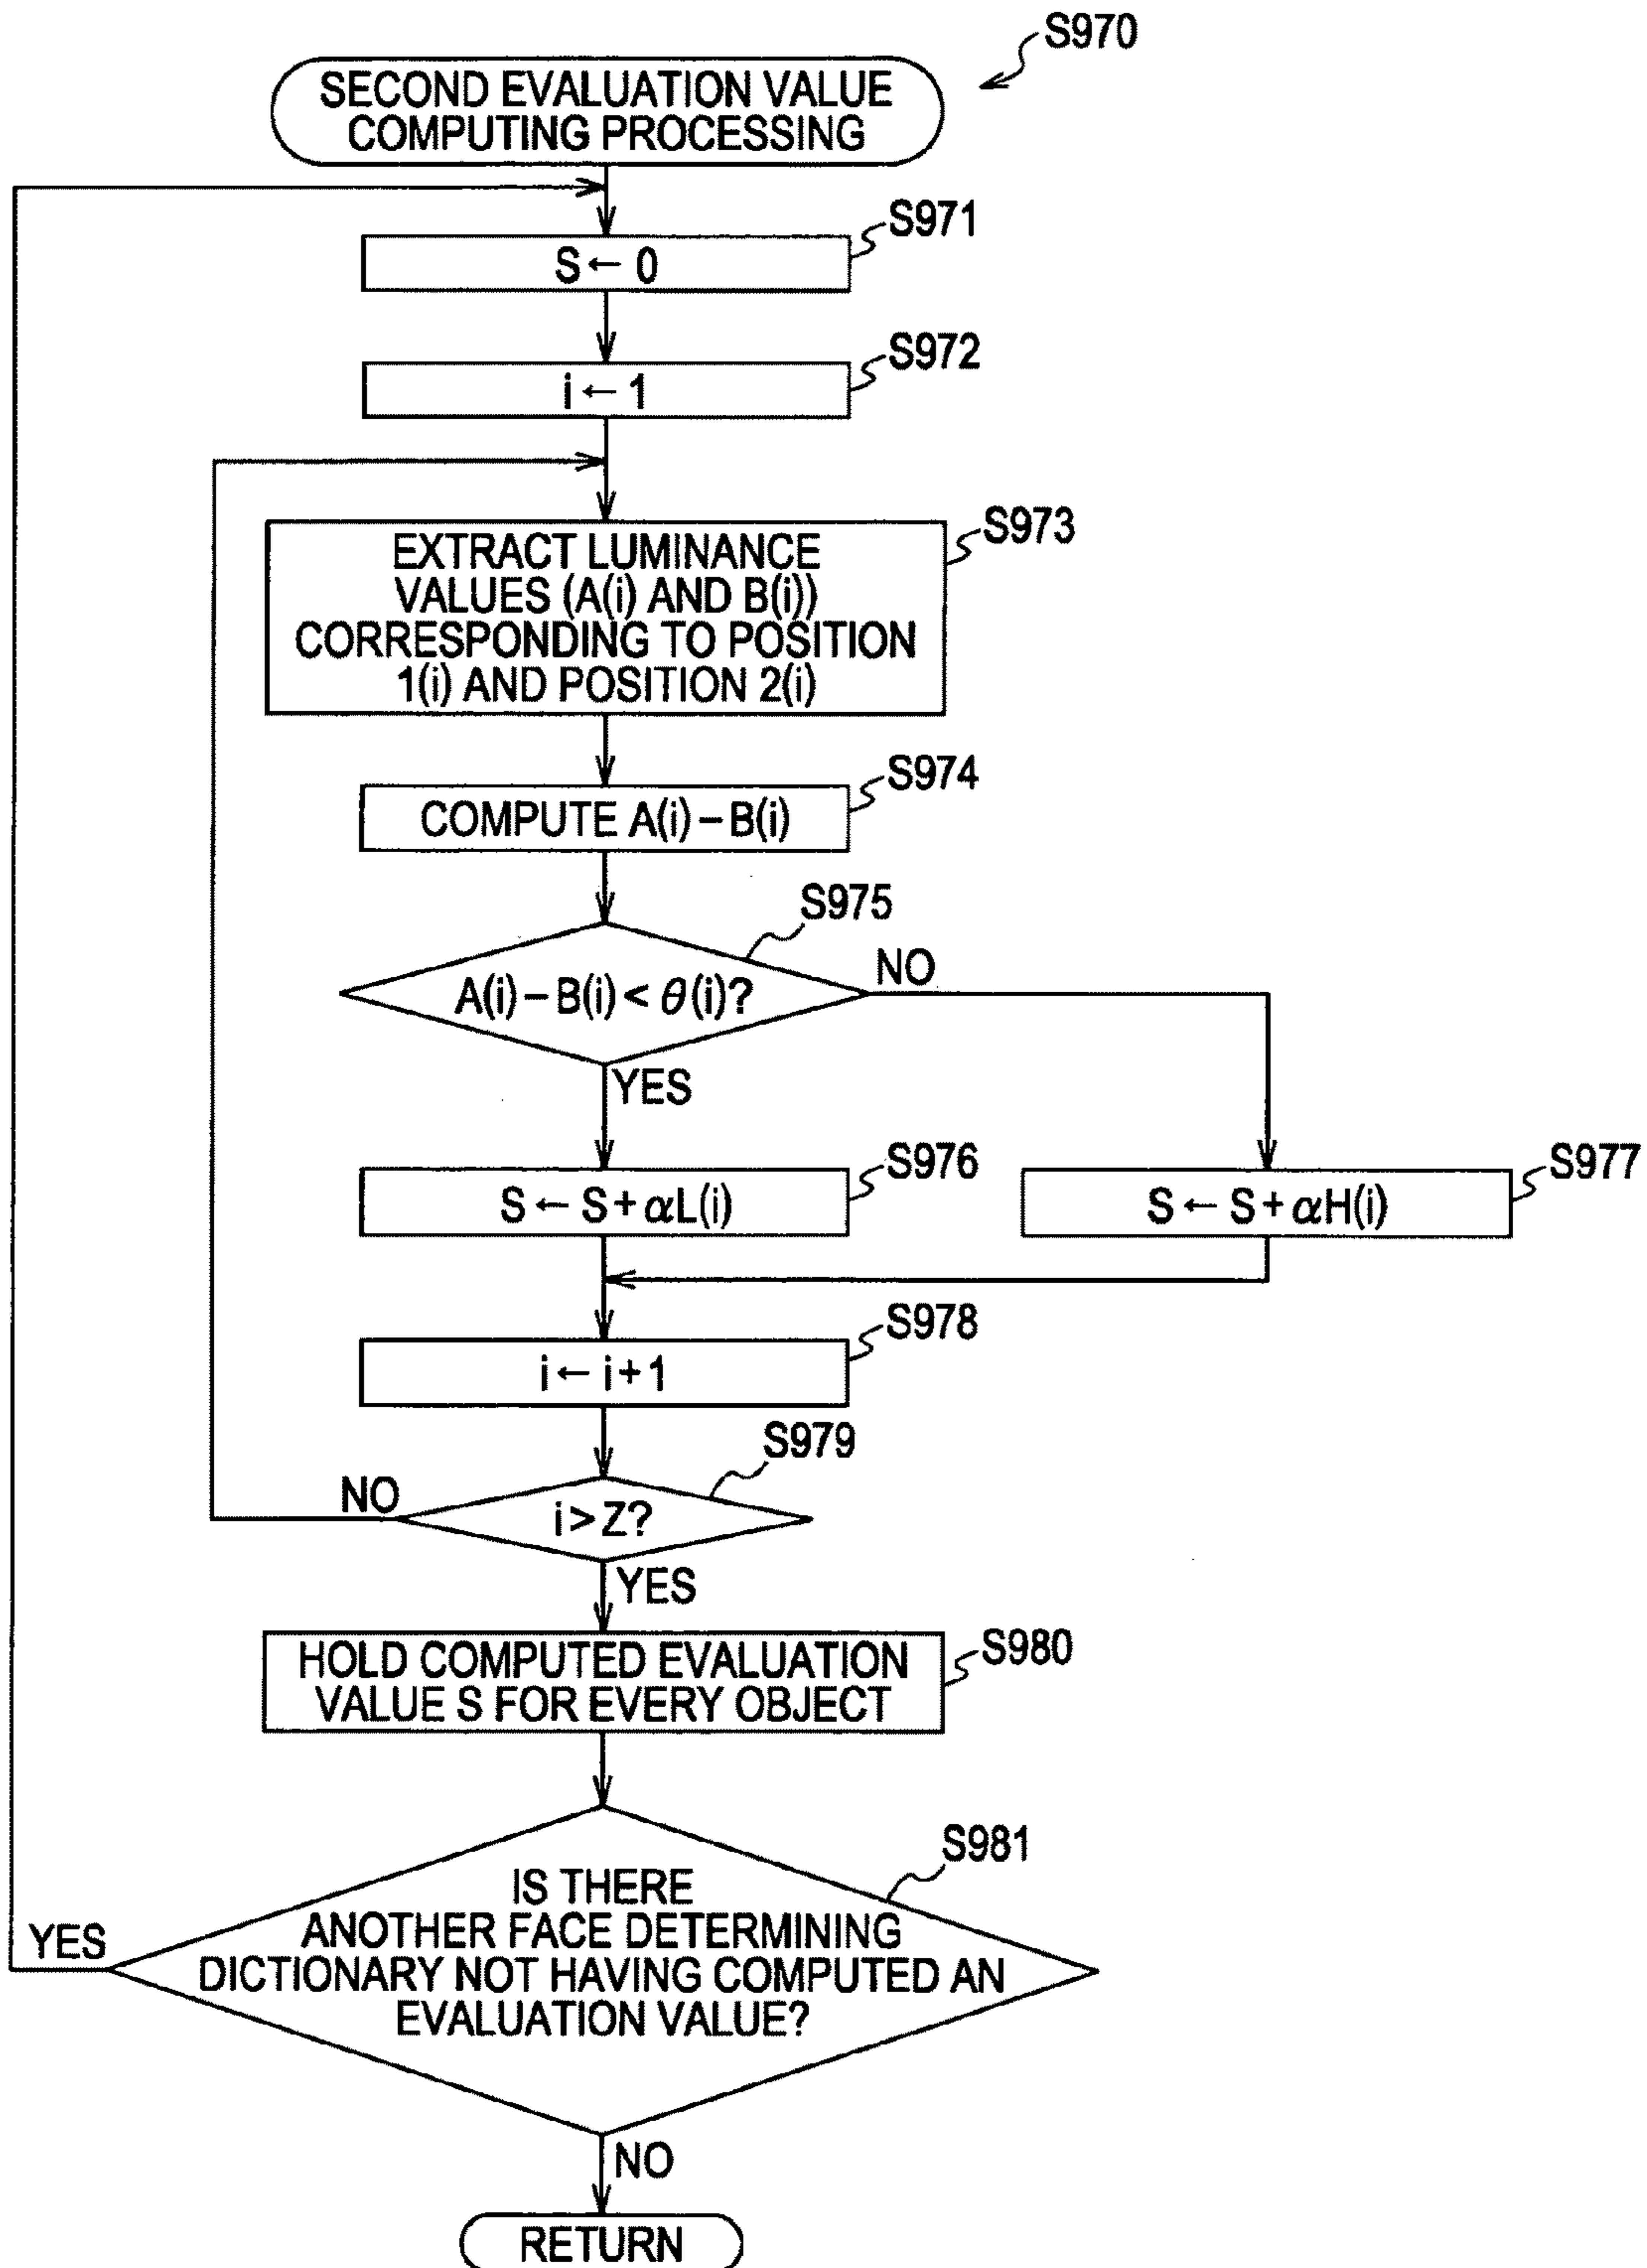 S970
SECOND EVALUATION VALUE
COMPUTING PROCESSING
S971
S ← 0
S972
i ← 1
S973
EXTRACT LUMINANCE
VALUES (A(i) AND B(i))
CORRESPONDING TO POSITION
1(i) AND POSITION 2(i)
S974
COMPUTE A(i) – B(i)
S975
A(i) – B(i) < θ(i)?
NO
YES
S976
S ← S + αL(i)
S977
S ← S + αH(i)
S978
i ← i + 1
S979
NO
i > Z?
YES
S980
HOLD COMPUTED EVALUATION
VALUE S FOR EVERY OBJECT
S981
IS THERE
ANOTHER FACE DETERMINING
DICTIONARY NOT HAVING COMPUTED AN
EVALUATION VALUE?
YES
NO
RETURN